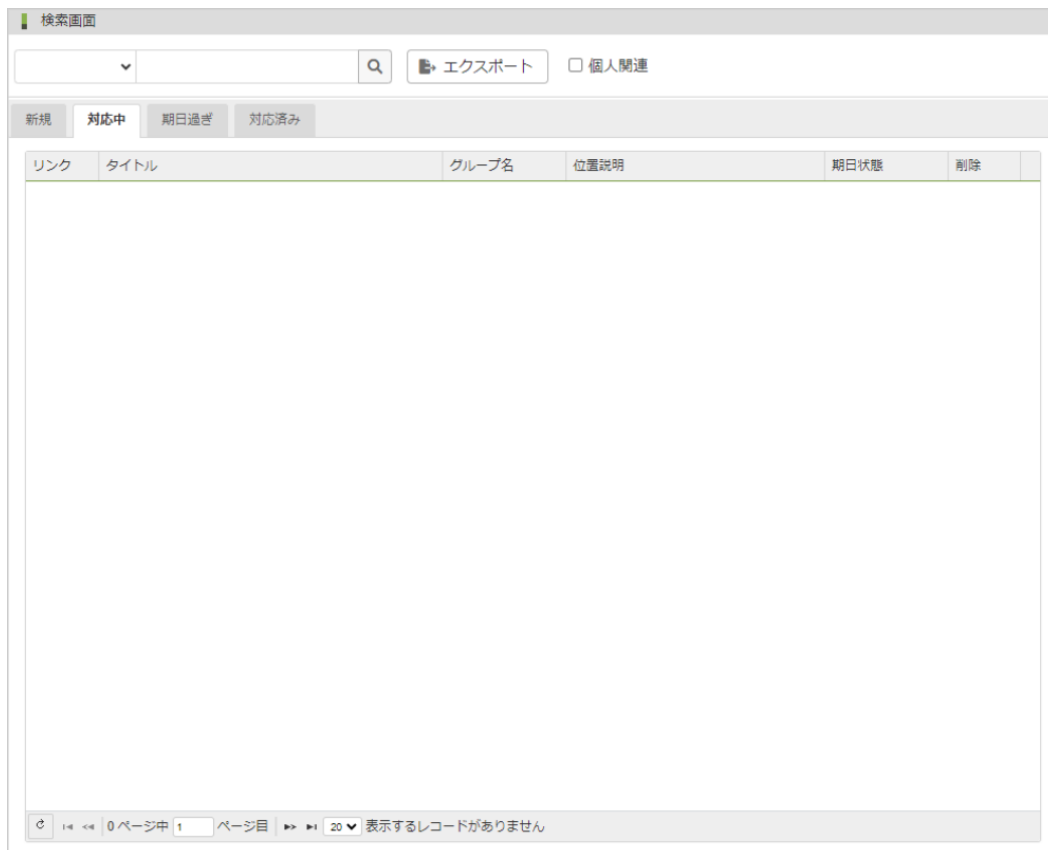 検索画面
エクスポート 個人関連
新規 対応中 期日過ぎ 対応済み
リンク タイトル グループ名 位置説明 期日状態 削除
0 ページ中 1 ページ目 20 表示するレコードがありません